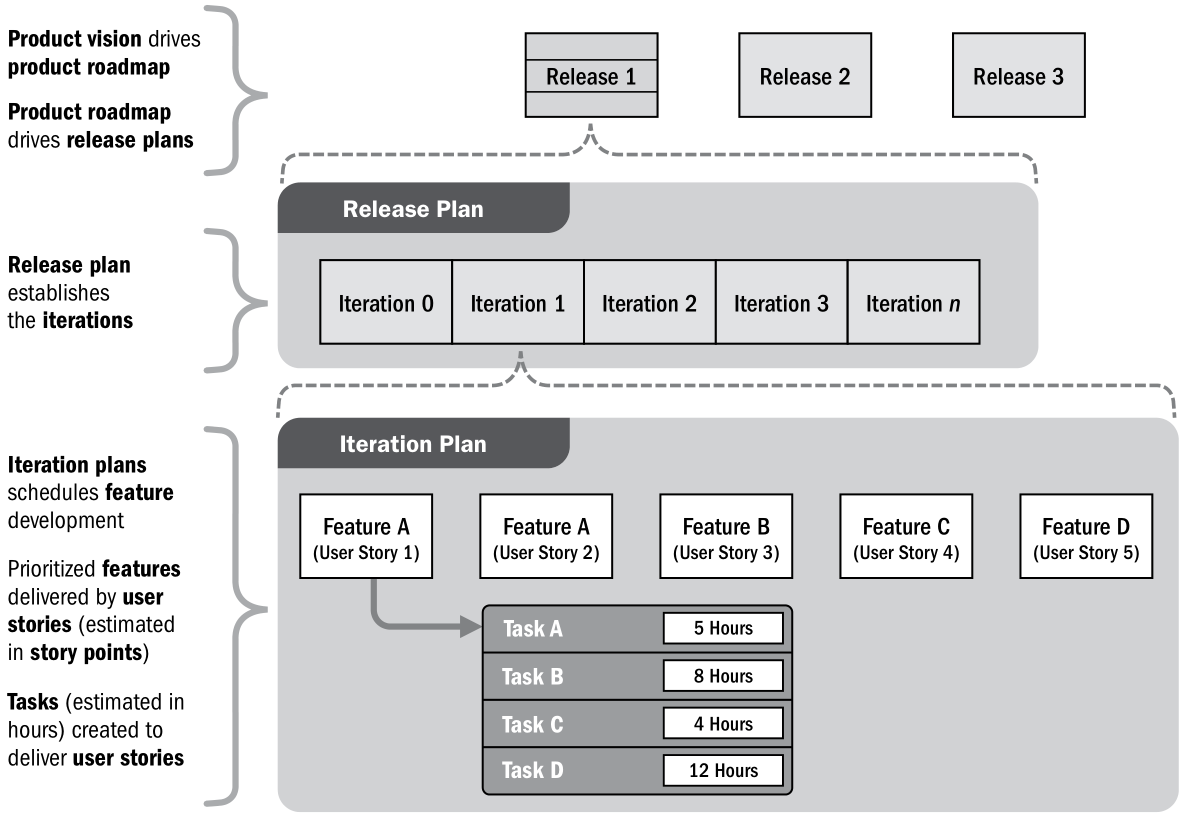 Product vision drives
product roadmap
Product roadmap
drives release plans
Release 1
Release 2
Release 3
Release Plan
Release plan
establishes
the iterations
Iteration 0
Iteration 1
Iteration 2
Iteration 3
Iteration n
Iteration Plan
Iteration plans
schedules feature
development
Prioritized features
delivered by user
stories (estimated
in story points)
Tasks (estimated in
hours) created to
deliver user stories
Feature A
(User Story 1)
Feature A
(User Story 2)
Feature B
(User Story 3)
Feature C
(User Story 4)
Feature D
(User Story 5)
Task A
5 Hours
Task B
8 Hours
Task C
4 Hours
Task D
12 Hours